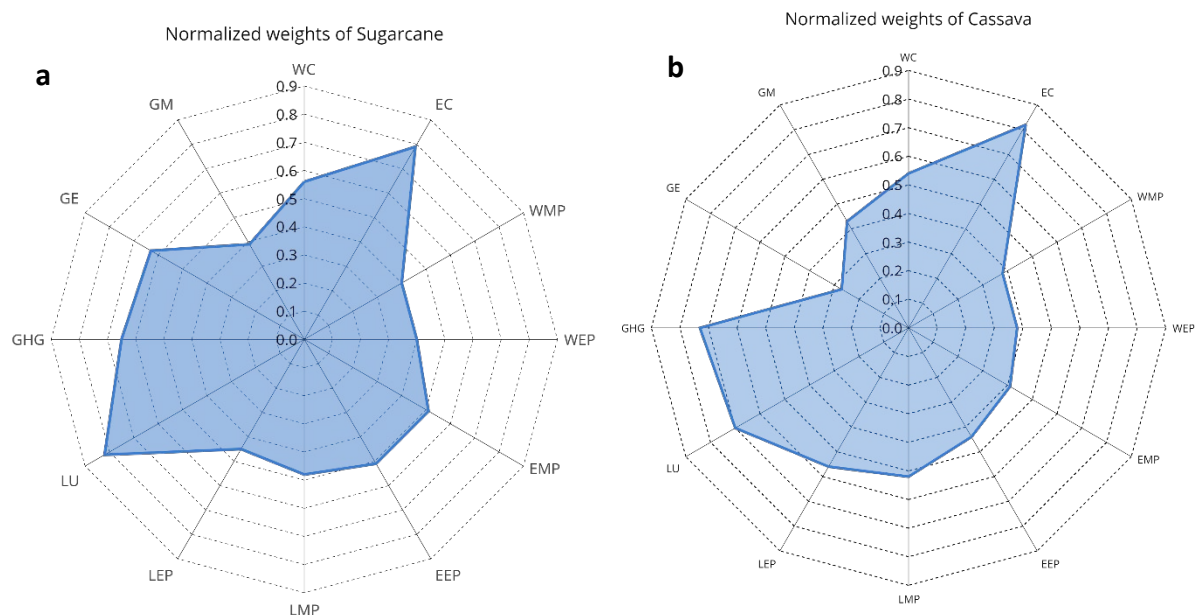 Normalized weights of Sugarcane
a
WC
EC
WMP
WEP
EMP
EEP
LMP
LEP
LU
GHG
GE
GM
0.9
0.8
0.7
0.6
0.5
0.4
0.3
0.2
0.1
0.0
Normalized weights of Cassava
b
WC
EC
WMP
WEP
EMP
EEP
LMP
LEP
LU
GHG
GE
GM
0.9
0.8
0.7
0.6
0.5
0.4
0.3
0.2
0.1
0.0